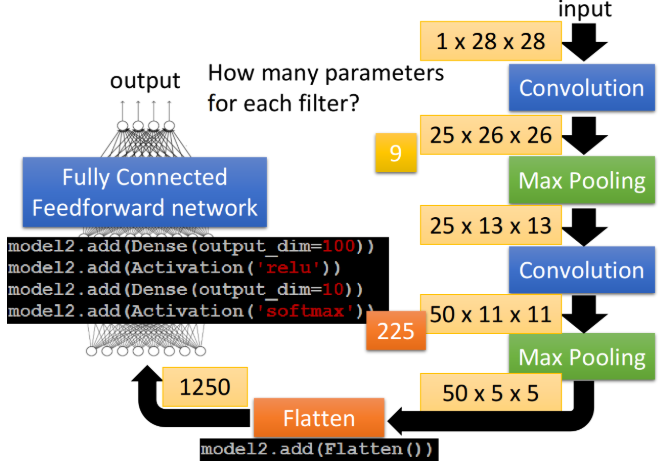 input
1 x 28 x 28
Convolution
output
How many parameters
for each filter?
9
25 x 26 x 26
Max Pooling
Fully Connected
Feedforward network
25 x 13 x 13
model2.add(Dense(output_dim=100))
model2.add(Activation('relu'))
model2.add(Dense(output_dim=10))
model2.add(Activation('softmax'))
Convolution
225
50 x 11 x 11
Max Pooling
1250
50 x 5 x 5
Flatten
model2.add(Flatten())